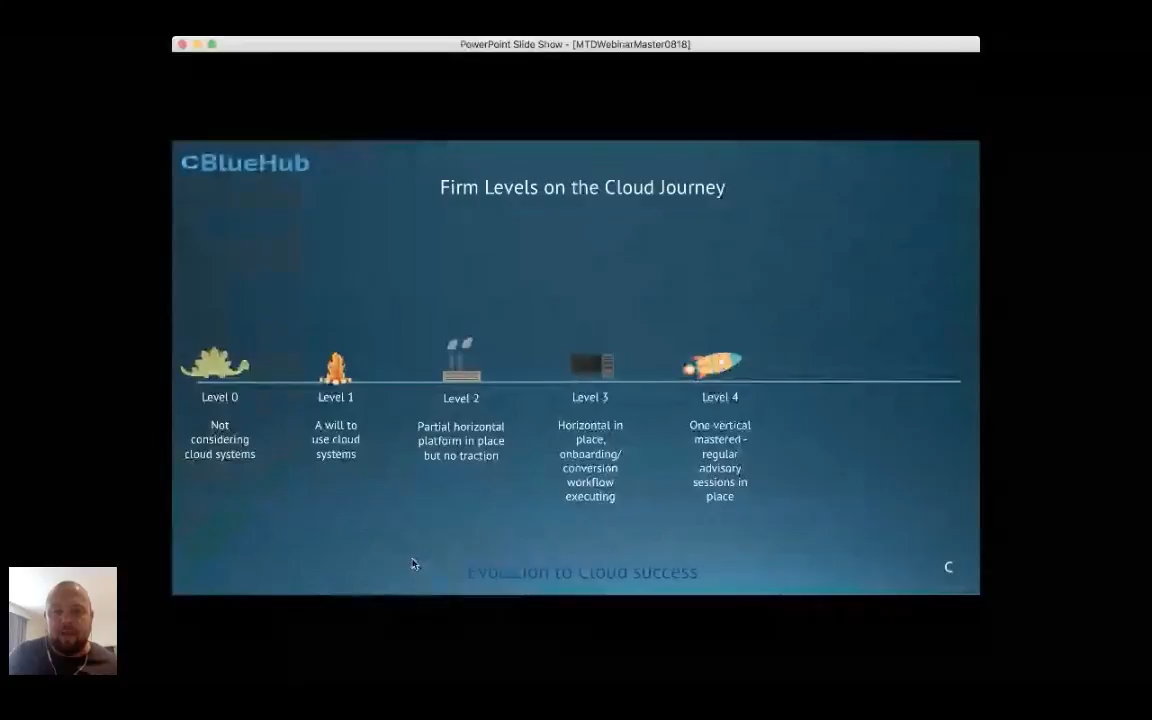 PowerPoint Slide Show - [MTDWebinarMaster0818]
BlueHub
Firm Levels on the Cloud Journey
Level 0
Not
considering
cloud systems
Level 1
A will to
use cloud
systems
Level 2
Partial horizontal
platform in place
but no traction
Level 3
Horizontal in
place,
onboarding/
conversion
workflow
executing
Level 4
One vertical
mastered -
regular
advisory
sessions in
place
Evolution to Cloud success
C